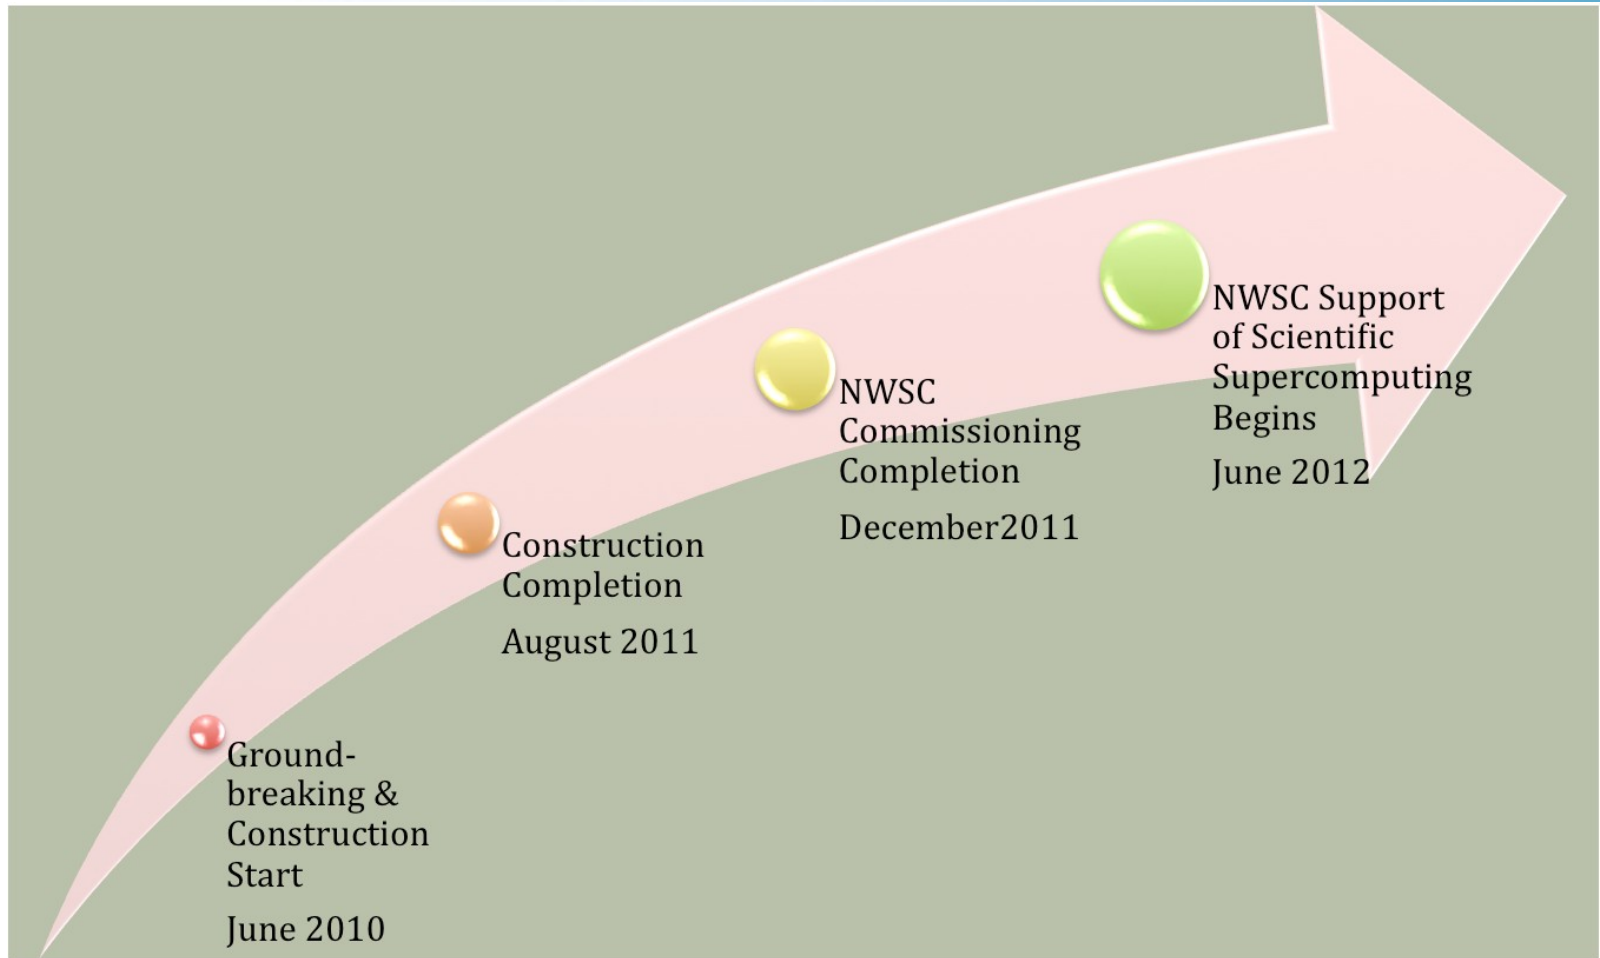 Ground-
breaking &
Construction
Start
June 2010
Construction
Completion
August 2011
NWSC
Commissioning
Completion
December2011
NWSC Support
of Scientific
Supercomputing
Begins
June 2012